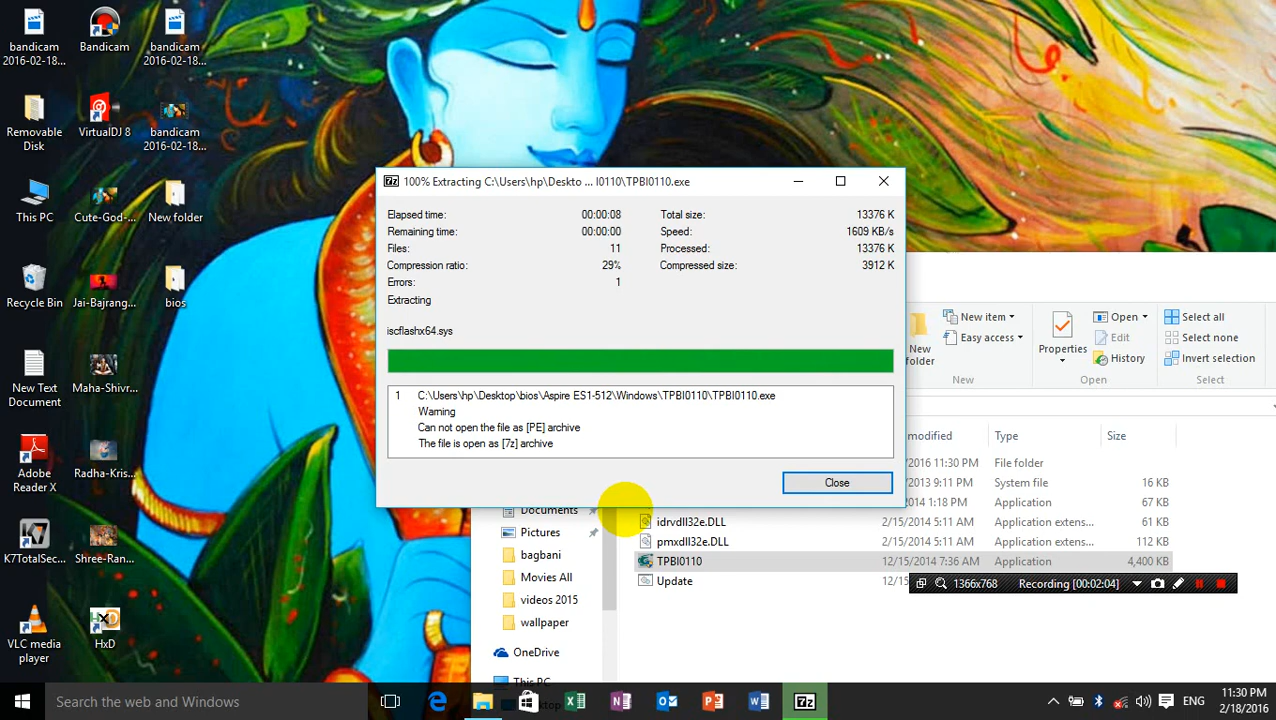 bandicam
2016-02-18...
Bandicam
bandicam
2016-02-18...
Removable
Disk
VirtualDJ 8
bandicam
2016-02-18...
This PC
Cute-God-...
New folder
Recycle Bin
Jai-Bajrang...
bios
New Text
Document
Maha-Shivr...
Adobe
Reader X
Radha-Kris...
K7TotalSec...
Shree-Ran...
VLC media
player
HxD
7z 100% Extracting C:\Users\hp\Deskto ... I0110\TPBI0110.exe
Elapsed time: 00:00:08 Total size: 13376 K
Remaining time: 00:00:00 Speed: 1609 KB/s
Files: 11 Processed: 13376 K
Compression ratio: 29% Compressed size: 3912 K
Errors: 1
Extracting
iscflashx64.sys
1 C:\Users\hp\Desktop\bios\Aspire ES1-512\Windows\TPBI0110\TPBI0110.exe
Warning
Can not open the file as [PE] archive
The file is open as [7z] archive
Close
New item Open Select all
Easy access Edit Select none
New
folder
Properties History Invert selection
New Open Select
modified Type Size
2016 11:30 PM File folder
2013 9:11 PM System file 16 KB
2014 1:18 PM Application 67 KB
Documents idrvdll32e.DLL 2/15/2014 5:11 AM Application extens... 61 KB
Pictures pmxdll32e.DLL 2/15/2014 5:11 AM Application extens... 112 KB
bagbani TPBI0110 12/15/2014 7:36 AM Application 4,400 KB
Movies All Update 12/15
1366x768 Recording [00:02:04]
videos 2015
wallpaper
OneDrive
This PC
Desktop
Search the web and Windows
7z
ENG
11:30 PM
2/18/2016